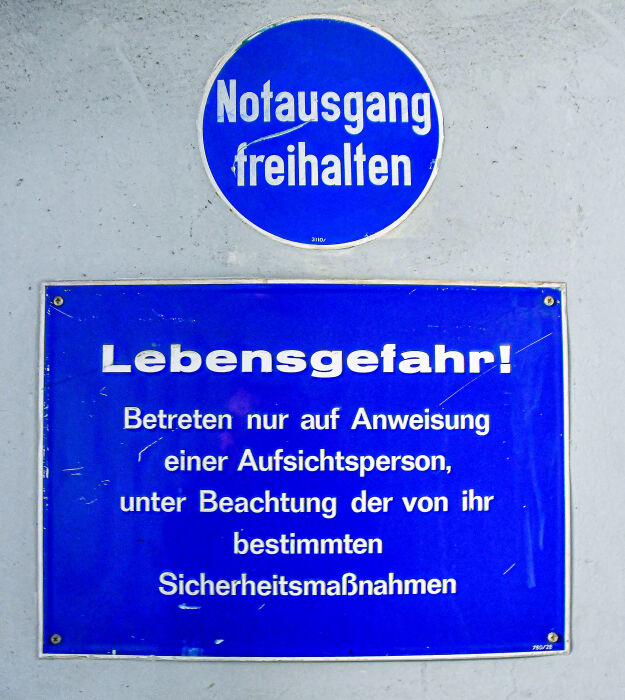 Notausgang
freihalten
Lebensgefahr!
Betreten nur auf Anweisung
einer Aufsichtsperson,
unter Beachtung der von ihr
bestimmten
Sicherheitsmaßnahmen